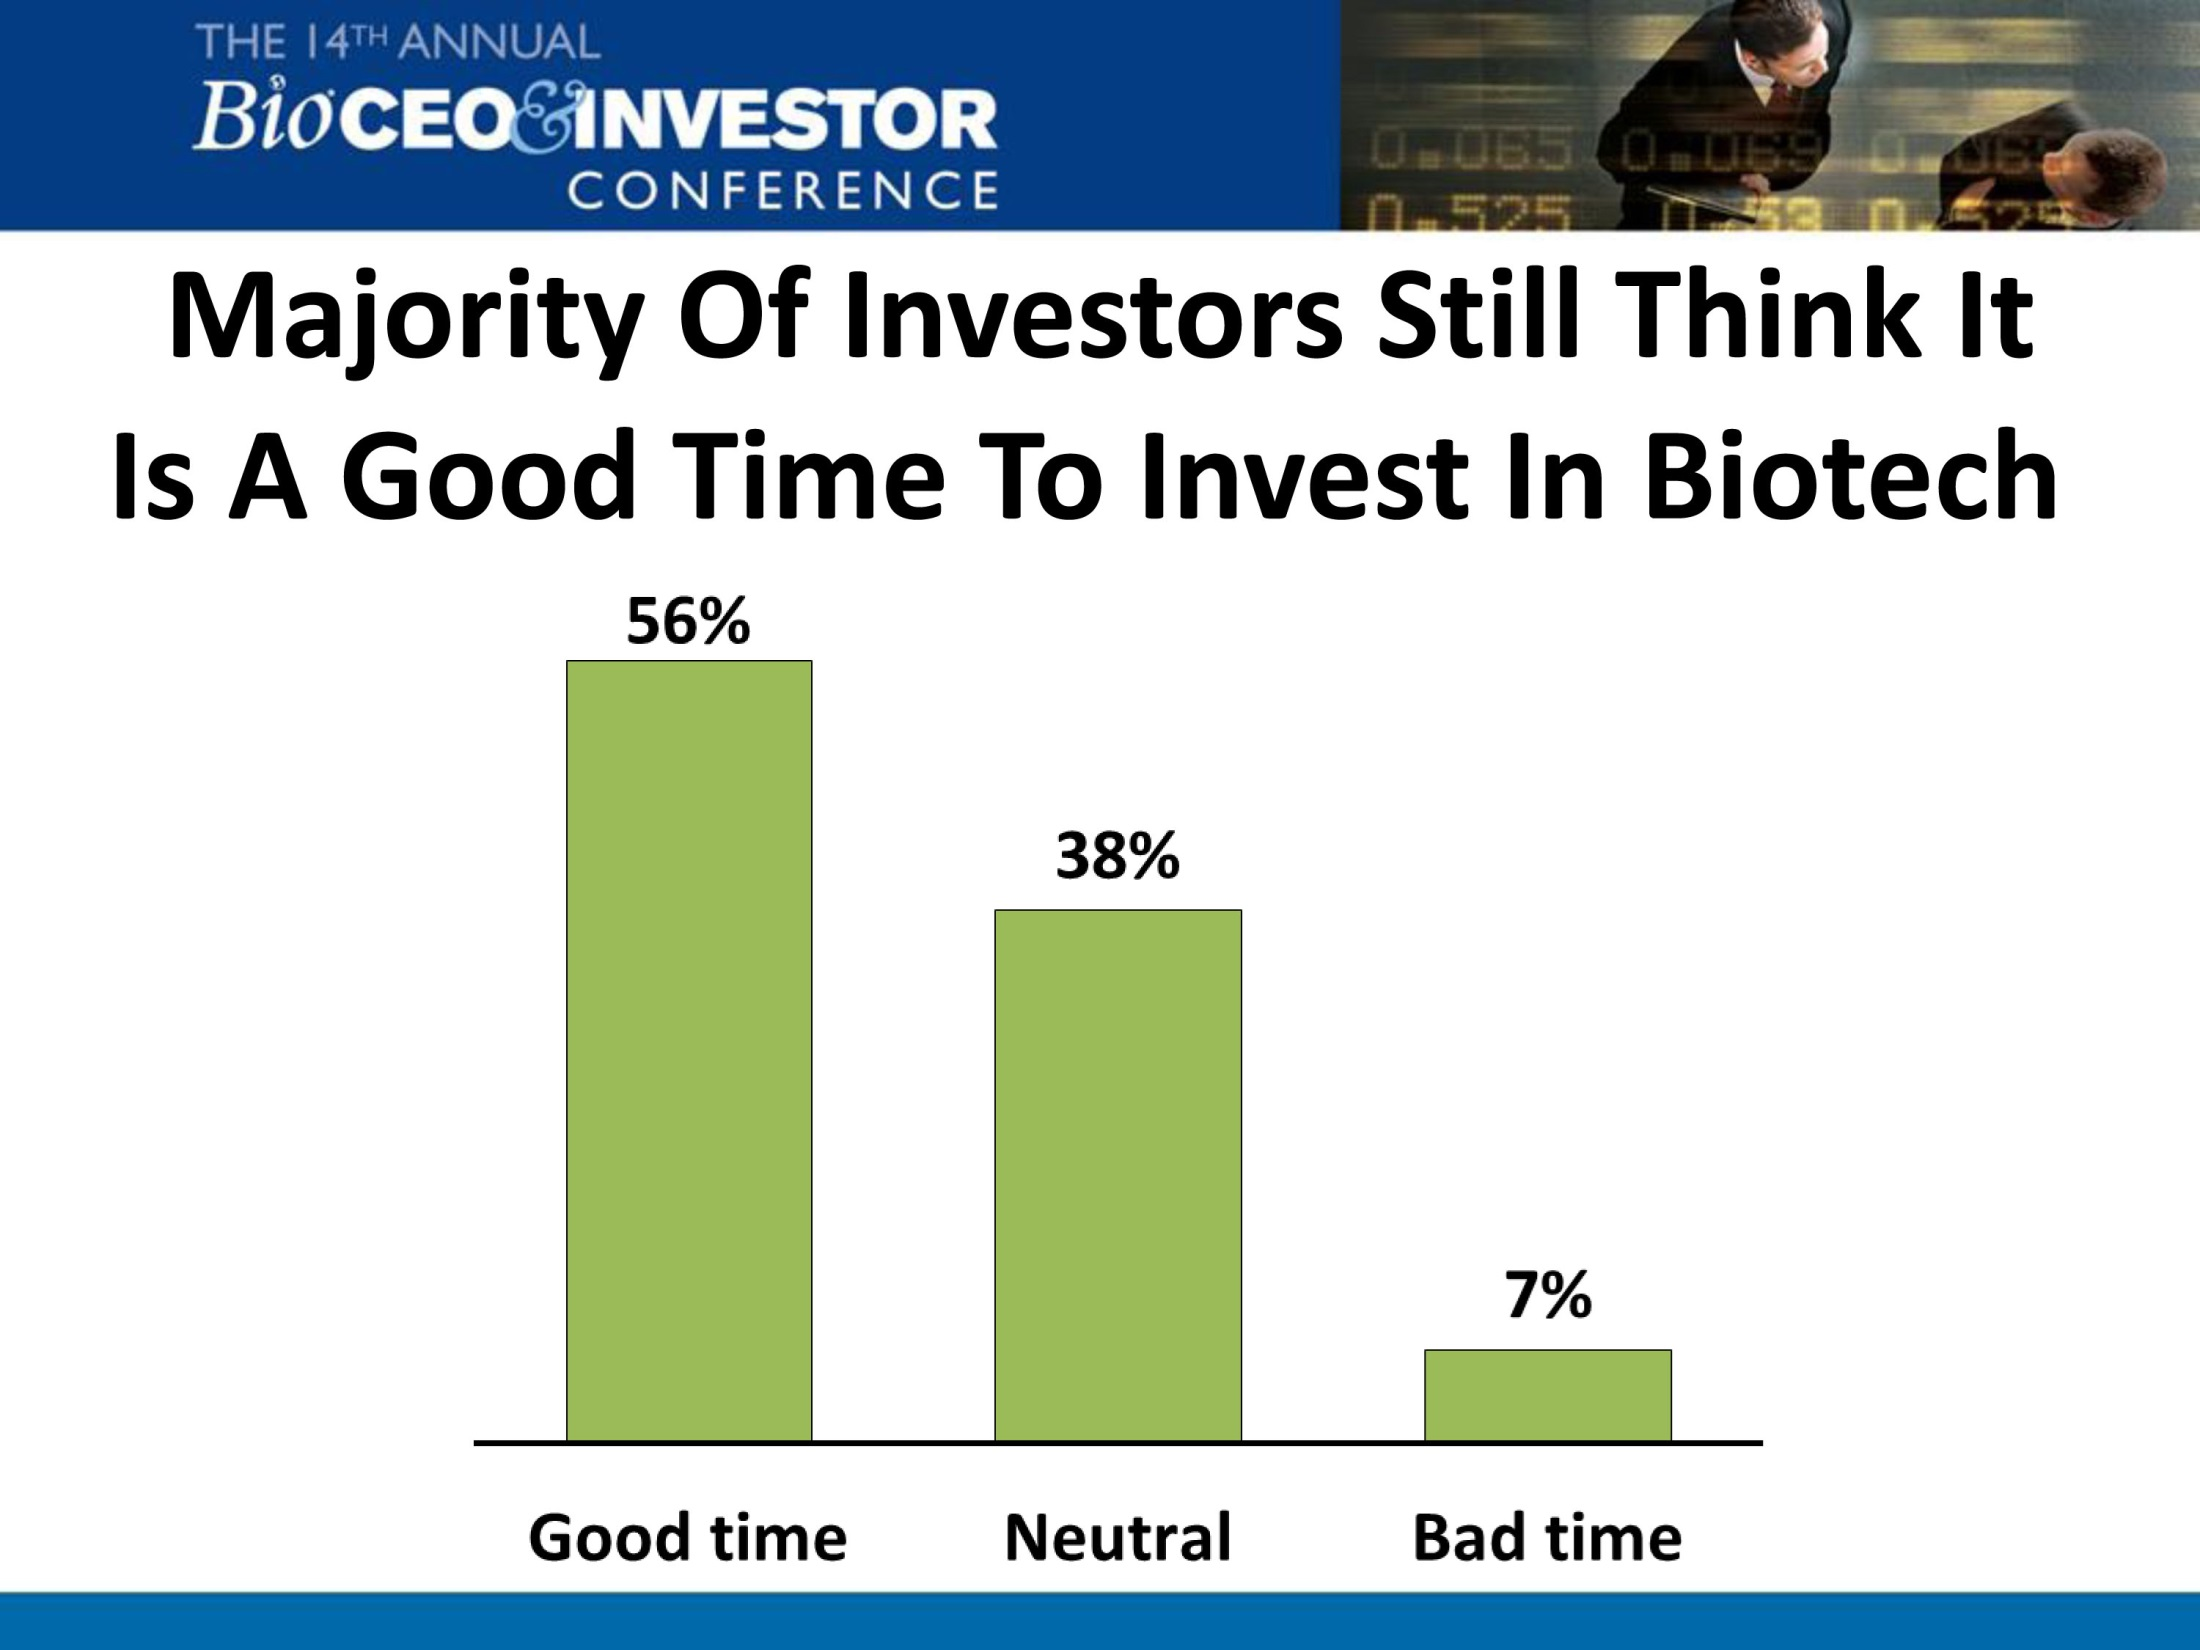 THE 14TH ANNUAL
BioCEO&INVESTOR
CONFERENCE
Majority Of Investors Still Think It
Is A Good Time To Invest In Biotech
56%
38%
7%
Good time Neutral Bad time